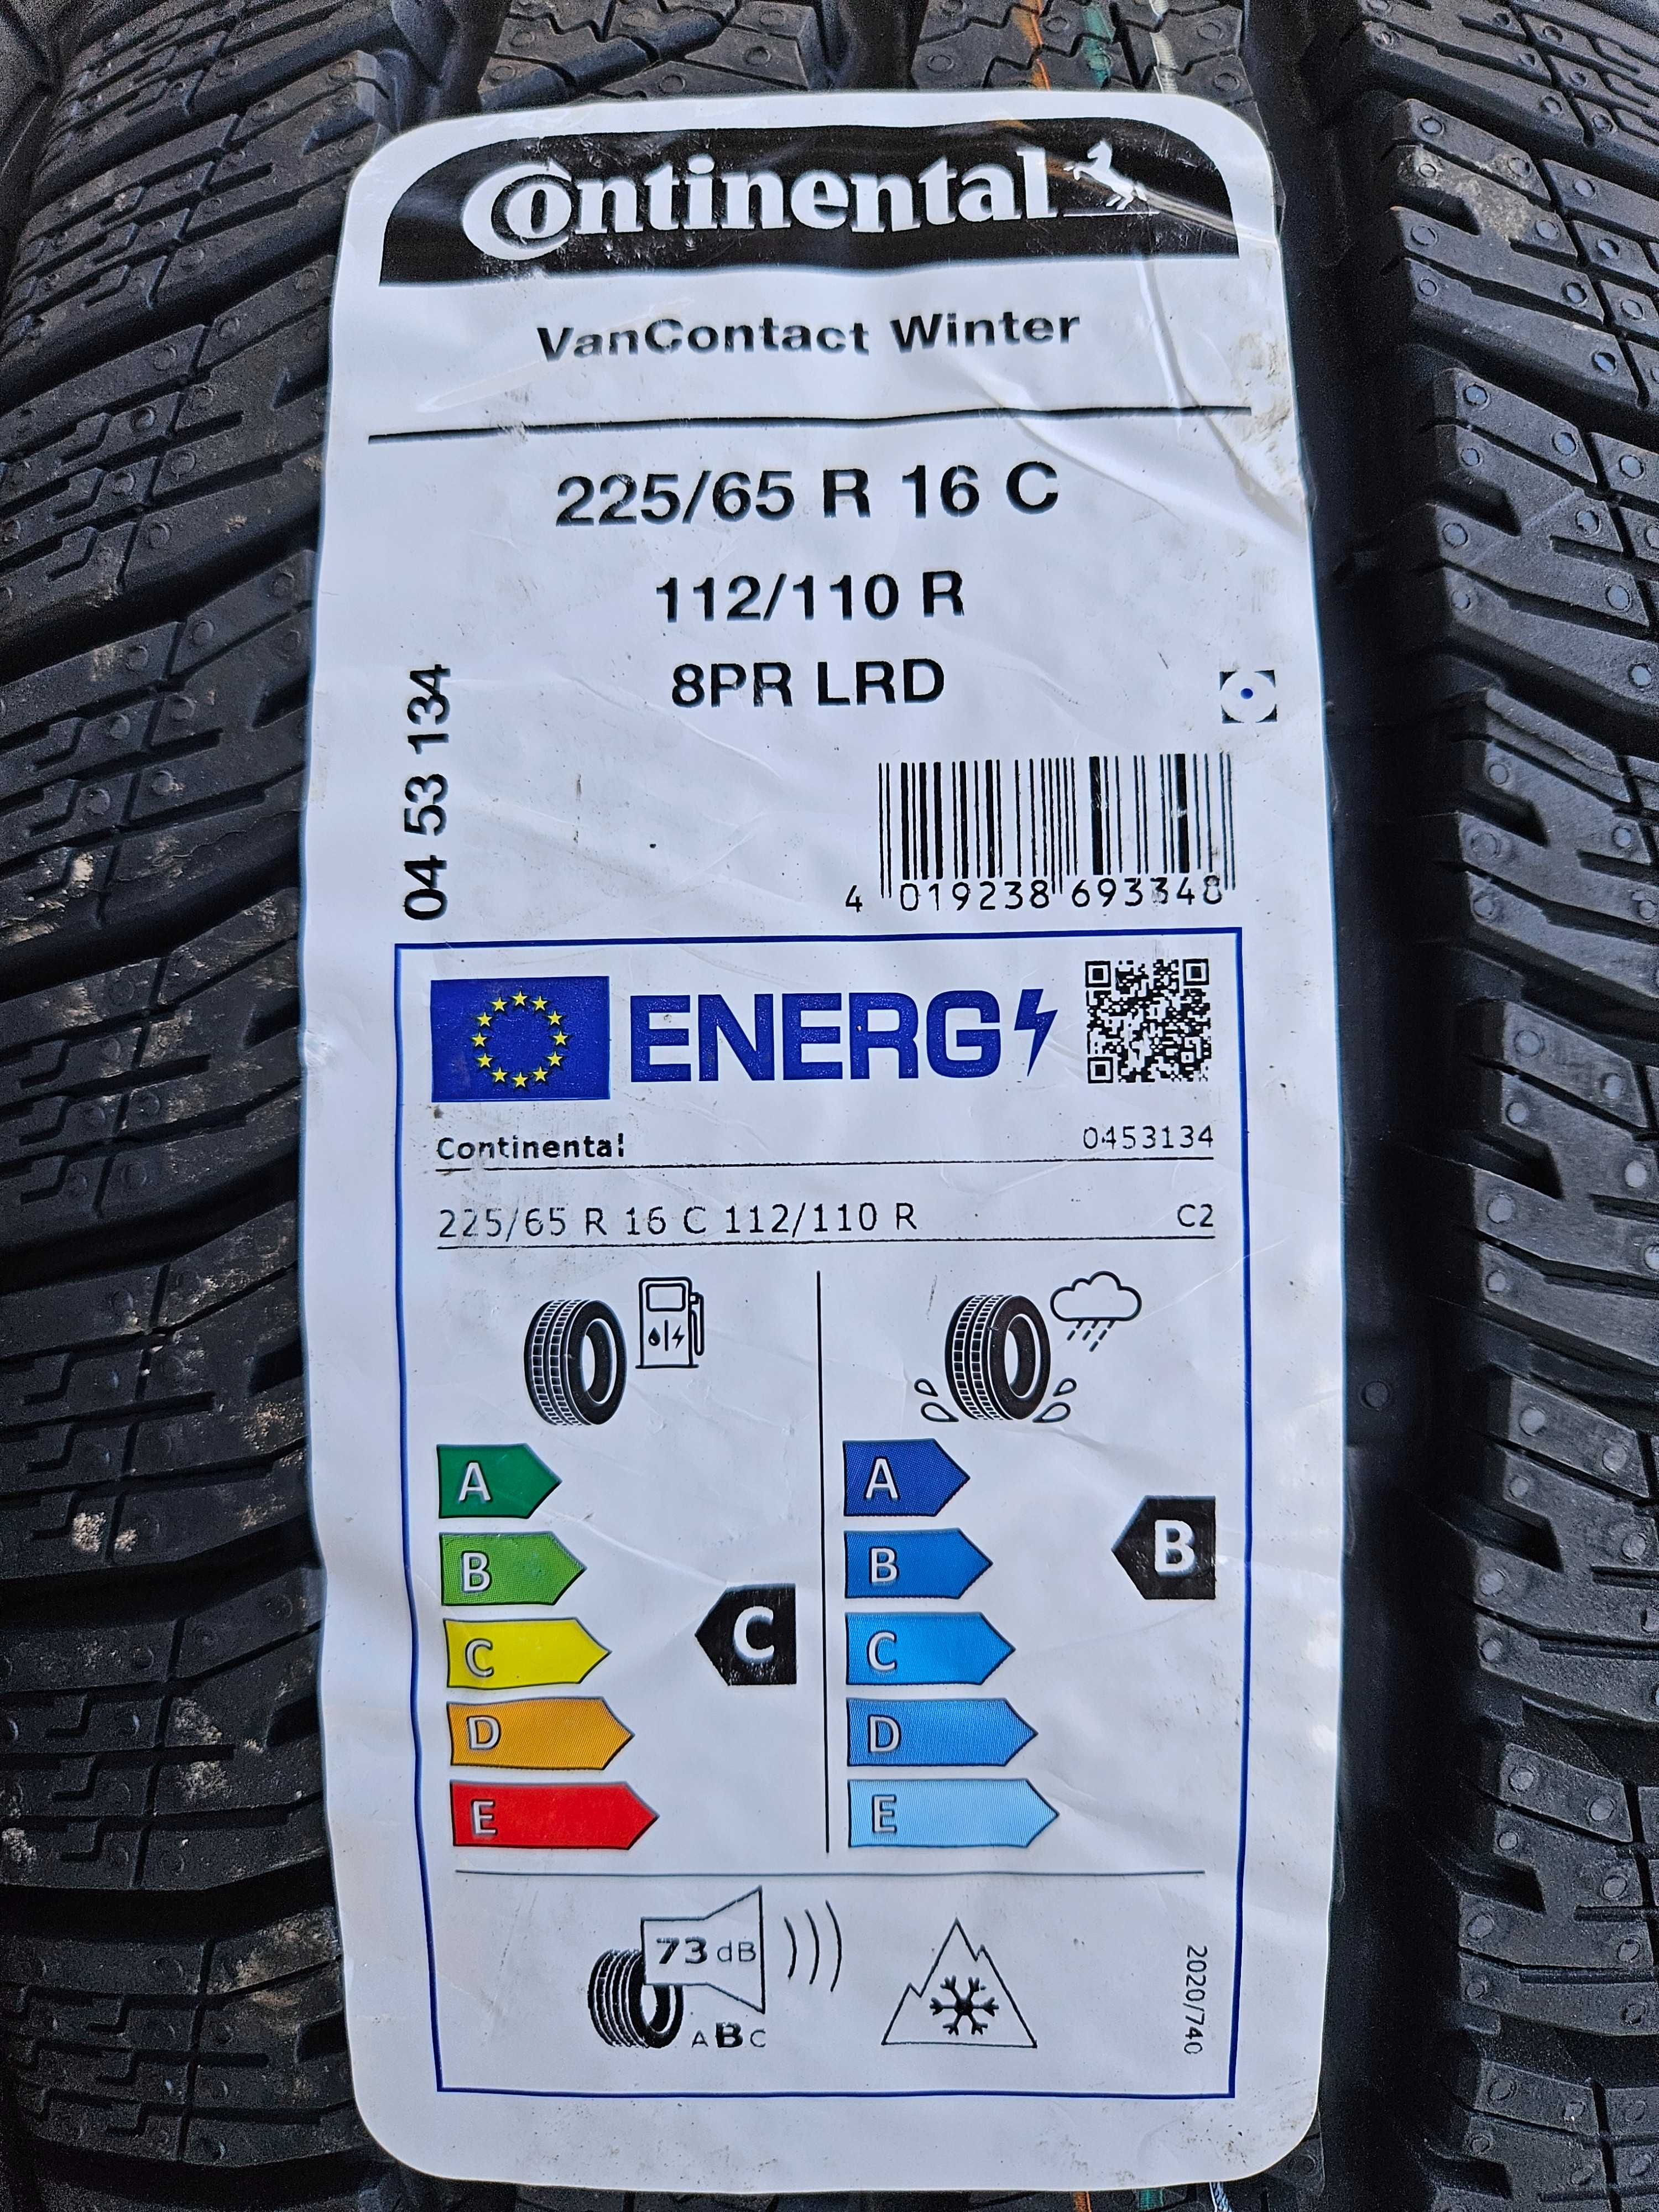 Continental
VanContact Winter
225/65 R 16 C
112/110 R
8PR LRD
04 53 134
4 019238 693348
ENERG
Continental
0453134
225/65 R 16 C 112/110 R
C2
A
B
C
D
E
C
A
B
C
D
E
B
73 dB
A B C
2020/740